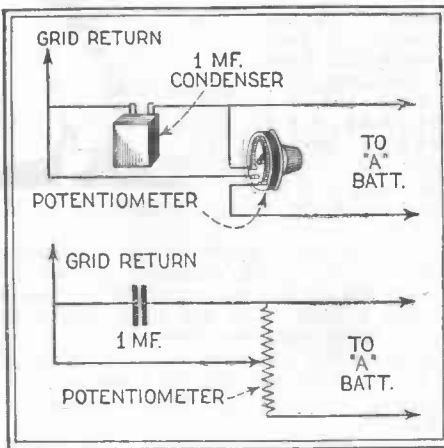 GRID RETURN
1 MF.
CONDENSER
TO
"A"
BATT.
POTENTIOMETER
GRID RETURN
1 MF.
TO
"A"
BATT.
POTENTIOMETER